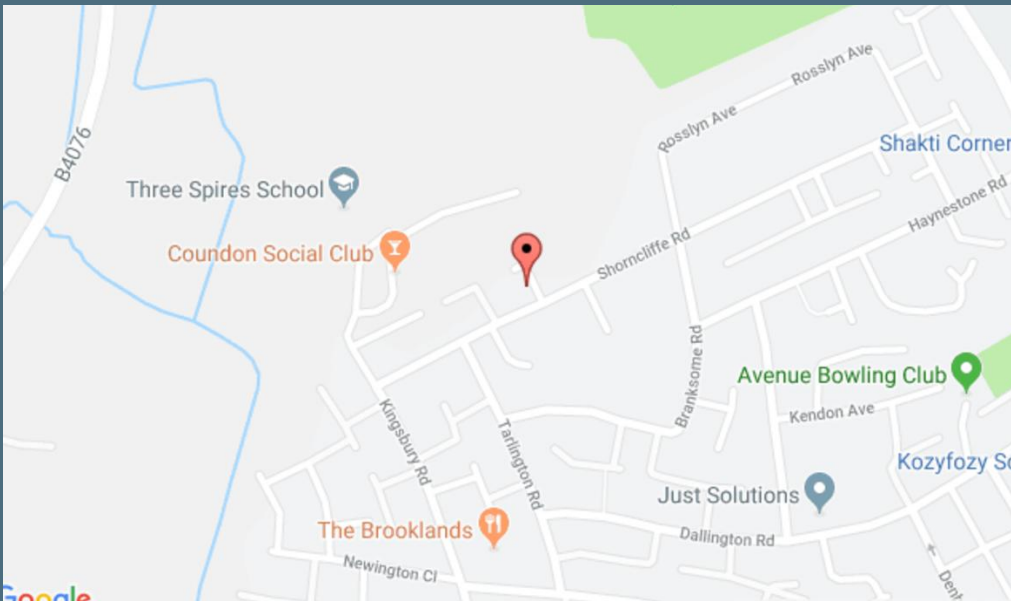 Rosslyn Ave
Rosslyn Ave
B4076
Shakti Corner
Three Spires School
Haynestone Rd
Coundon Social Club
Shorncliffe Rd
Branksome Rd
Avenue Bowling Club
Kendon Ave
Kingsbury Rd
Tarlington Rd
Kozyfozy So
Just Solutions
The Brooklands
Dallington Rd
Newington Cl
Denh
Google